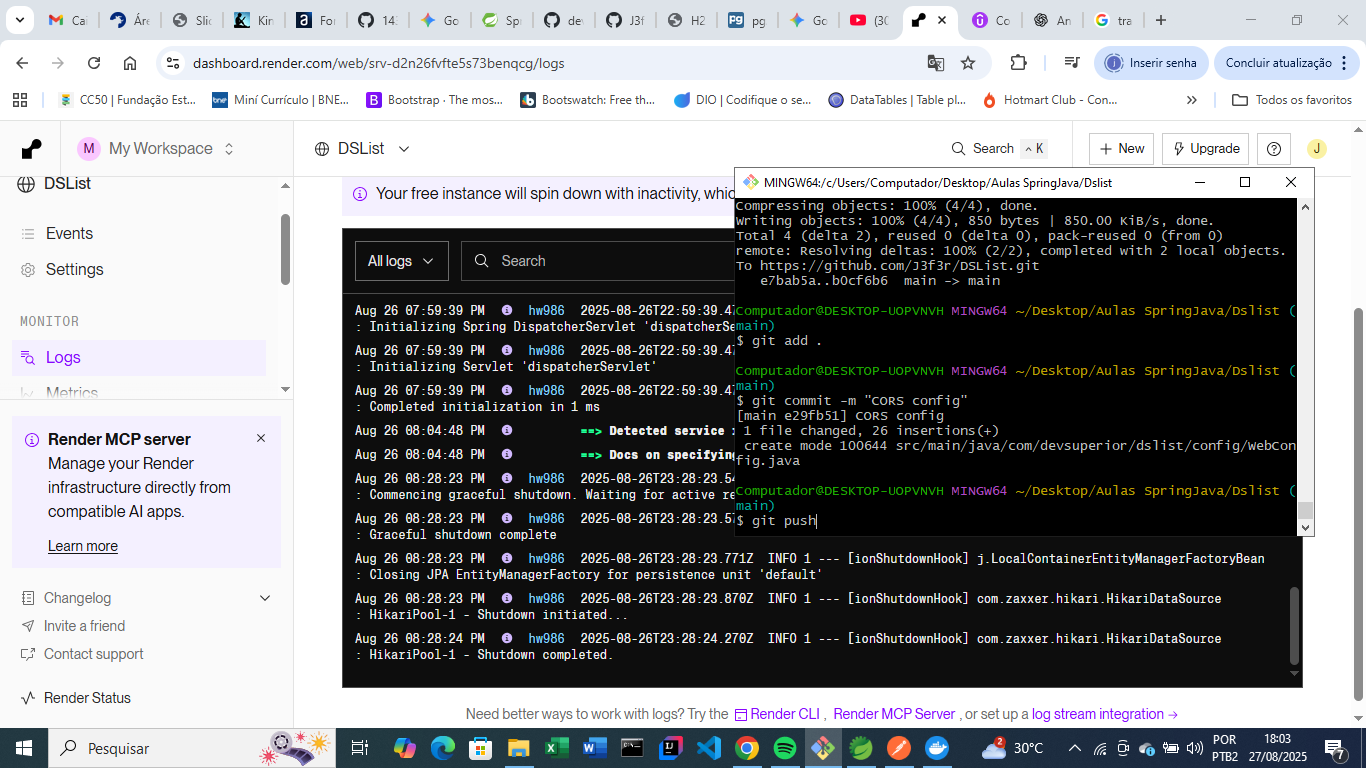 Cai
Áre
Slic
Kin
For
14:
Go
Spr
dev
J3f
H2
pg
Go
(30
Co
An
tra
dashboard.render.com/web/srv-d2n26fvfte5s73benqcg/logs
Inserir senha
Concluir atualização
CC50 | Fundação Est...
Miní Currículo | BNE...
Bootstrap · The mos...
Bootswatch: Free th...
DIO | Codifique o se...
DataTables | Table pl...
Hotmart Club - Con...
Todos os favoritos
M My Workspace
DSList
Search
K
New
Upgrade
J
DSList
Events
Settings
MONITOR
Logs
Metrics
Render MCP server
Manage your Render
infrastructure directly from
compatible AI apps.
Learn more
Changelog
Invite a friend
Contact support
Render Status
Your free instance will spin down with inactivity, whic
All logs
Search
Aug 26 07:59:39 PM hw986 2025-08-26T22:59:39.47
: Initializing Spring DispatcherServlet 'dispatcherSe
Aug 26 07:59:39 PM hw986 2025-08-26T22:59:39.47
: Initializing Servlet 'dispatcherServlet'
Aug 26 07:59:39 PM hw986 2025-08-26T22:59:39.47
: Completed initialization in 1 ms
Aug 26 08:04:48 PM ==> Detected service
Aug 26 08:04:48 PM ==> Docs on specifying
Aug 26 08:28:23 PM hw986 2025-08-26T23:28:23.54
: Commencing graceful shutdown. Waiting for active re
Aug 26 08:28:23 PM hw986 2025-08-26T23:28:23.57
: Graceful shutdown complete
Aug 26 08:28:23 PM hw986 2025-08-26T23:28:23.771Z INFO 1 --- [ionShutdownHook] j.LocalContainerEntityManagerFactoryBean
: Closing JPA EntityManagerFactory for persistence unit 'default'
Aug 26 08:28:23 PM hw986 2025-08-26T23:28:23.870Z INFO 1 --- [ionShutdownHook] com.zaxxer.hikari.HikariDataSource
: HikariPool-1 - Shutdown initiated...
Aug 26 08:28:24 PM hw986 2025-08-26T23:28:24.270Z INFO 1 --- [ionShutdownHook] com.zaxxer.hikari.HikariDataSource
: HikariPool-1 - Shutdown completed.
Need better ways to work with logs? Try the Render CLI , Render MCP Server , or set up a log stream integration →
MINGW64:/c/Users/Computador/Desktop/Aulas SpringJava/Dslist
Compressing objects: 100% (4/4), done.
Writing objects: 100% (4/4), 850 bytes | 850.00 KiB/s, done.
Total 4 (delta 2), reused 0 (delta 0), pack-reused 0 (from 0)
remote: Resolving deltas: 100% (2/2), completed with 2 local objects.
To https://github.com/J3f3r/DSList.git
e7bab5a..b0cf6b6 main -> main
Computador@DESKTOP-UOPVNVH MINGW64 ~/Desktop/Aulas SpringJava/Dslist (
main)
$ git add .
Computador@DESKTOP-UOPVNVH MINGW64 ~/Desktop/Aulas SpringJava/Dslist (
main)
$ git commit -m "CORS config"
[main e29fb51] CORS config
1 file changed, 26 insertions(+)
create mode 100644 src/main/java/com/devsuperior/dslist/config/WebCon
fig.java
Computador@DESKTOP-UOPVNVH MINGW64 ~/Desktop/Aulas SpringJava/Dslist (
main)
$ git push
Pesquisar
2
30°C
POR
PTB2
18:03
27/08/2025
7